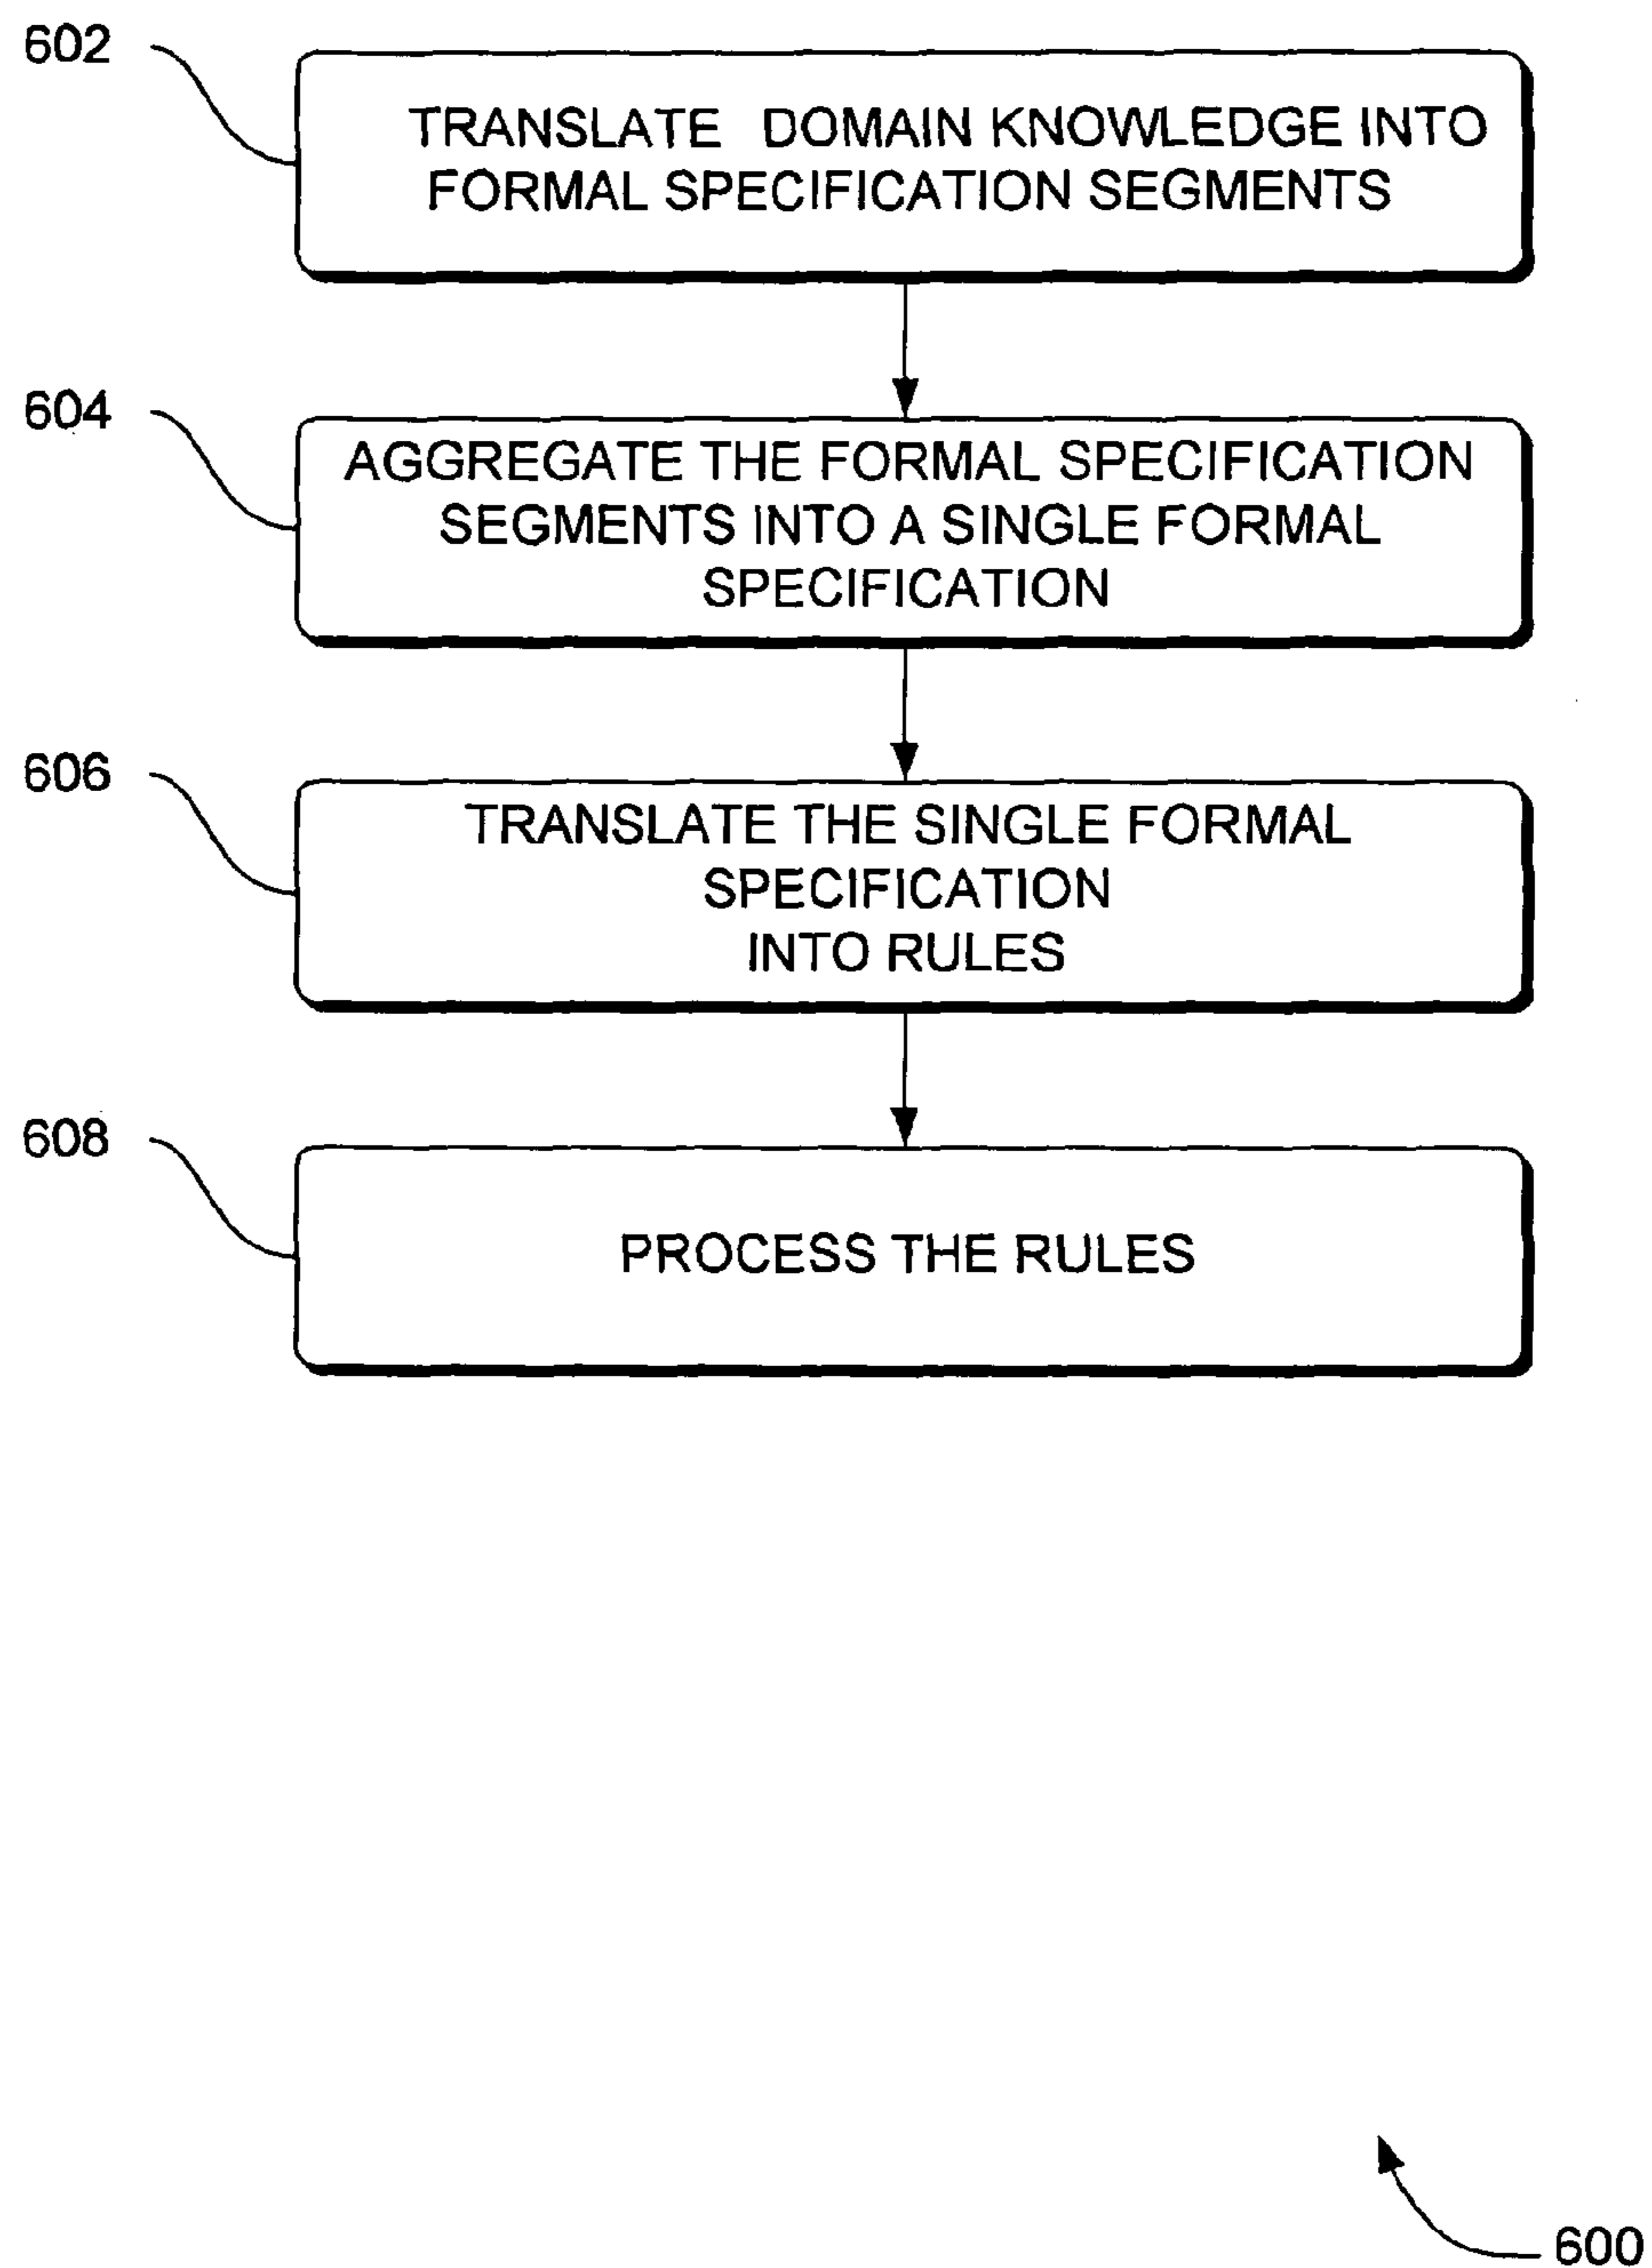 602
TRANSLATE DOMAIN KNOWLEDGE INTO
FORMAL SPECIFICATION SEGMENTS
604
AGGREGATE THE FORMAL SPECIFICATION
SEGMENTS INTO A SINGLE FORMAL
SPECIFICATION
606
TRANSLATE THE SINGLE FORMAL
SPECIFICATION
INTO RULES
608
PROCESS THE RULES
600